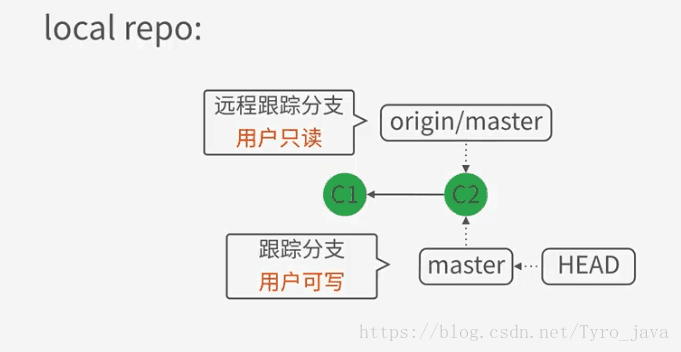 local repo:
远程跟踪分支
用户只读
origin/master
C1
C2
跟踪分支
用户可写
master
HEAD
https://blog.csdn.net/Tyro_java